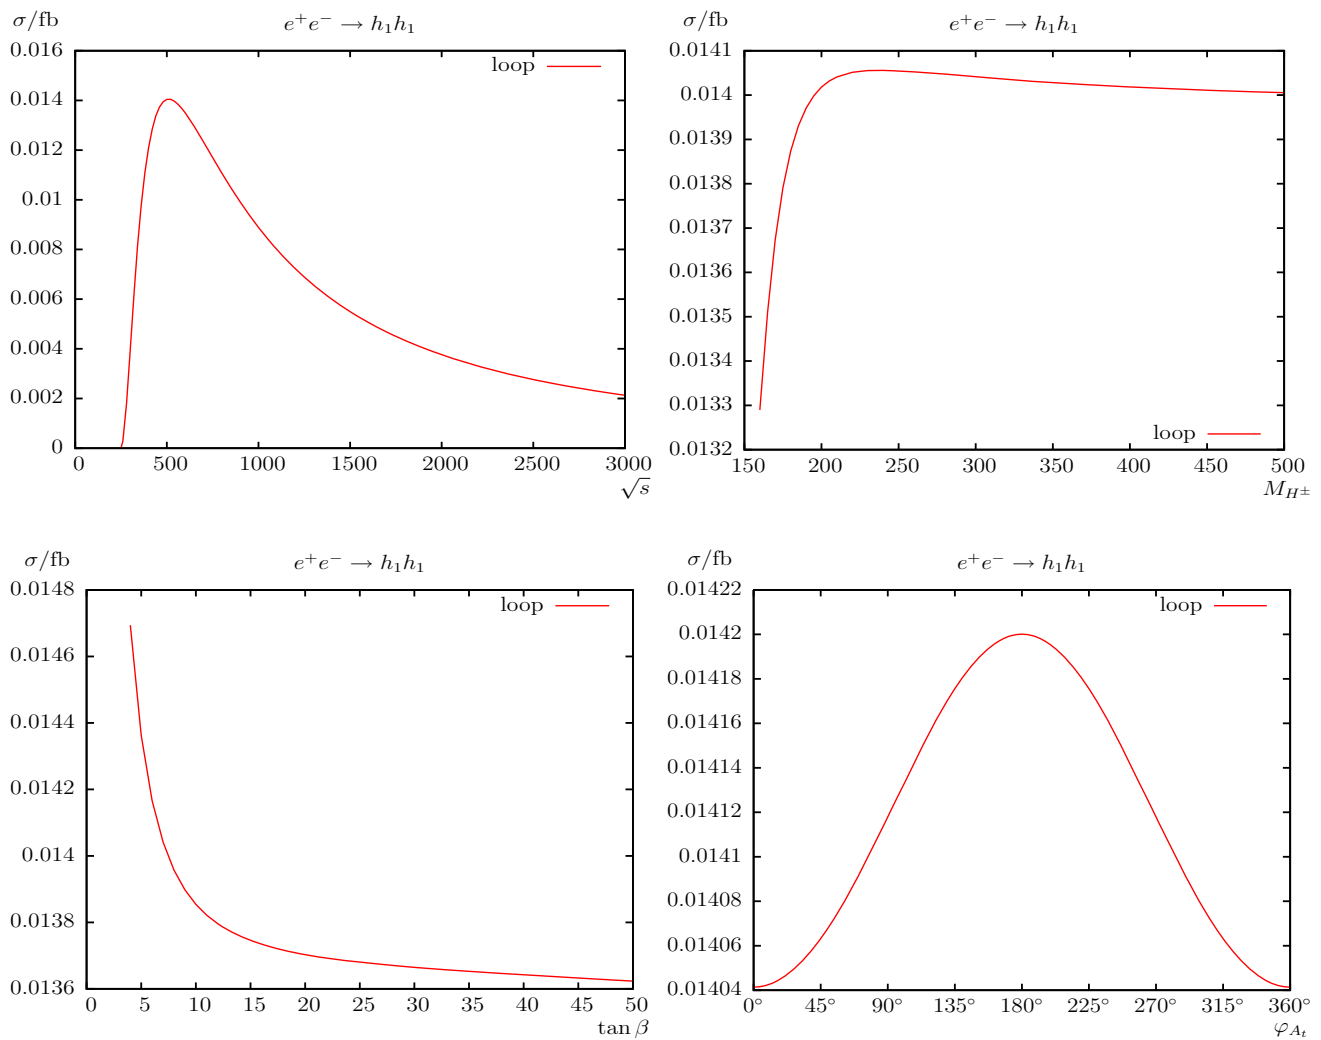 σ/fb
e⁺e⁻ → h₁h₁
0.016
0.014
0.012
0.01
0.008
0.006
0.004
0.002
0
loop
0 500 1000 1500 2000 2500 3000
√s
σ/fb
e⁺e⁻ → h₁h₁
0.0141
0.014
0.0139
0.0138
0.0137
0.0136
0.0135
0.0134
0.0133
0.0132
loop
150 200 250 300 350 400 450 500
M_{H^±}
σ/fb
e⁺e⁻ → h₁h₁
0.0148
0.0146
0.0144
0.0142
0.014
0.0138
0.0136
loop
0 5 10 15 20 25 30 35 40 45 50
tan β
σ/fb
e⁺e⁻ → h₁h₁
0.01422
0.0142
0.01418
0.01416
0.01414
0.01412
0.0141
0.01408
0.01406
0.01404
loop
0° 45° 90° 135° 180° 225° 270° 315° 360°
φ_{A_t}